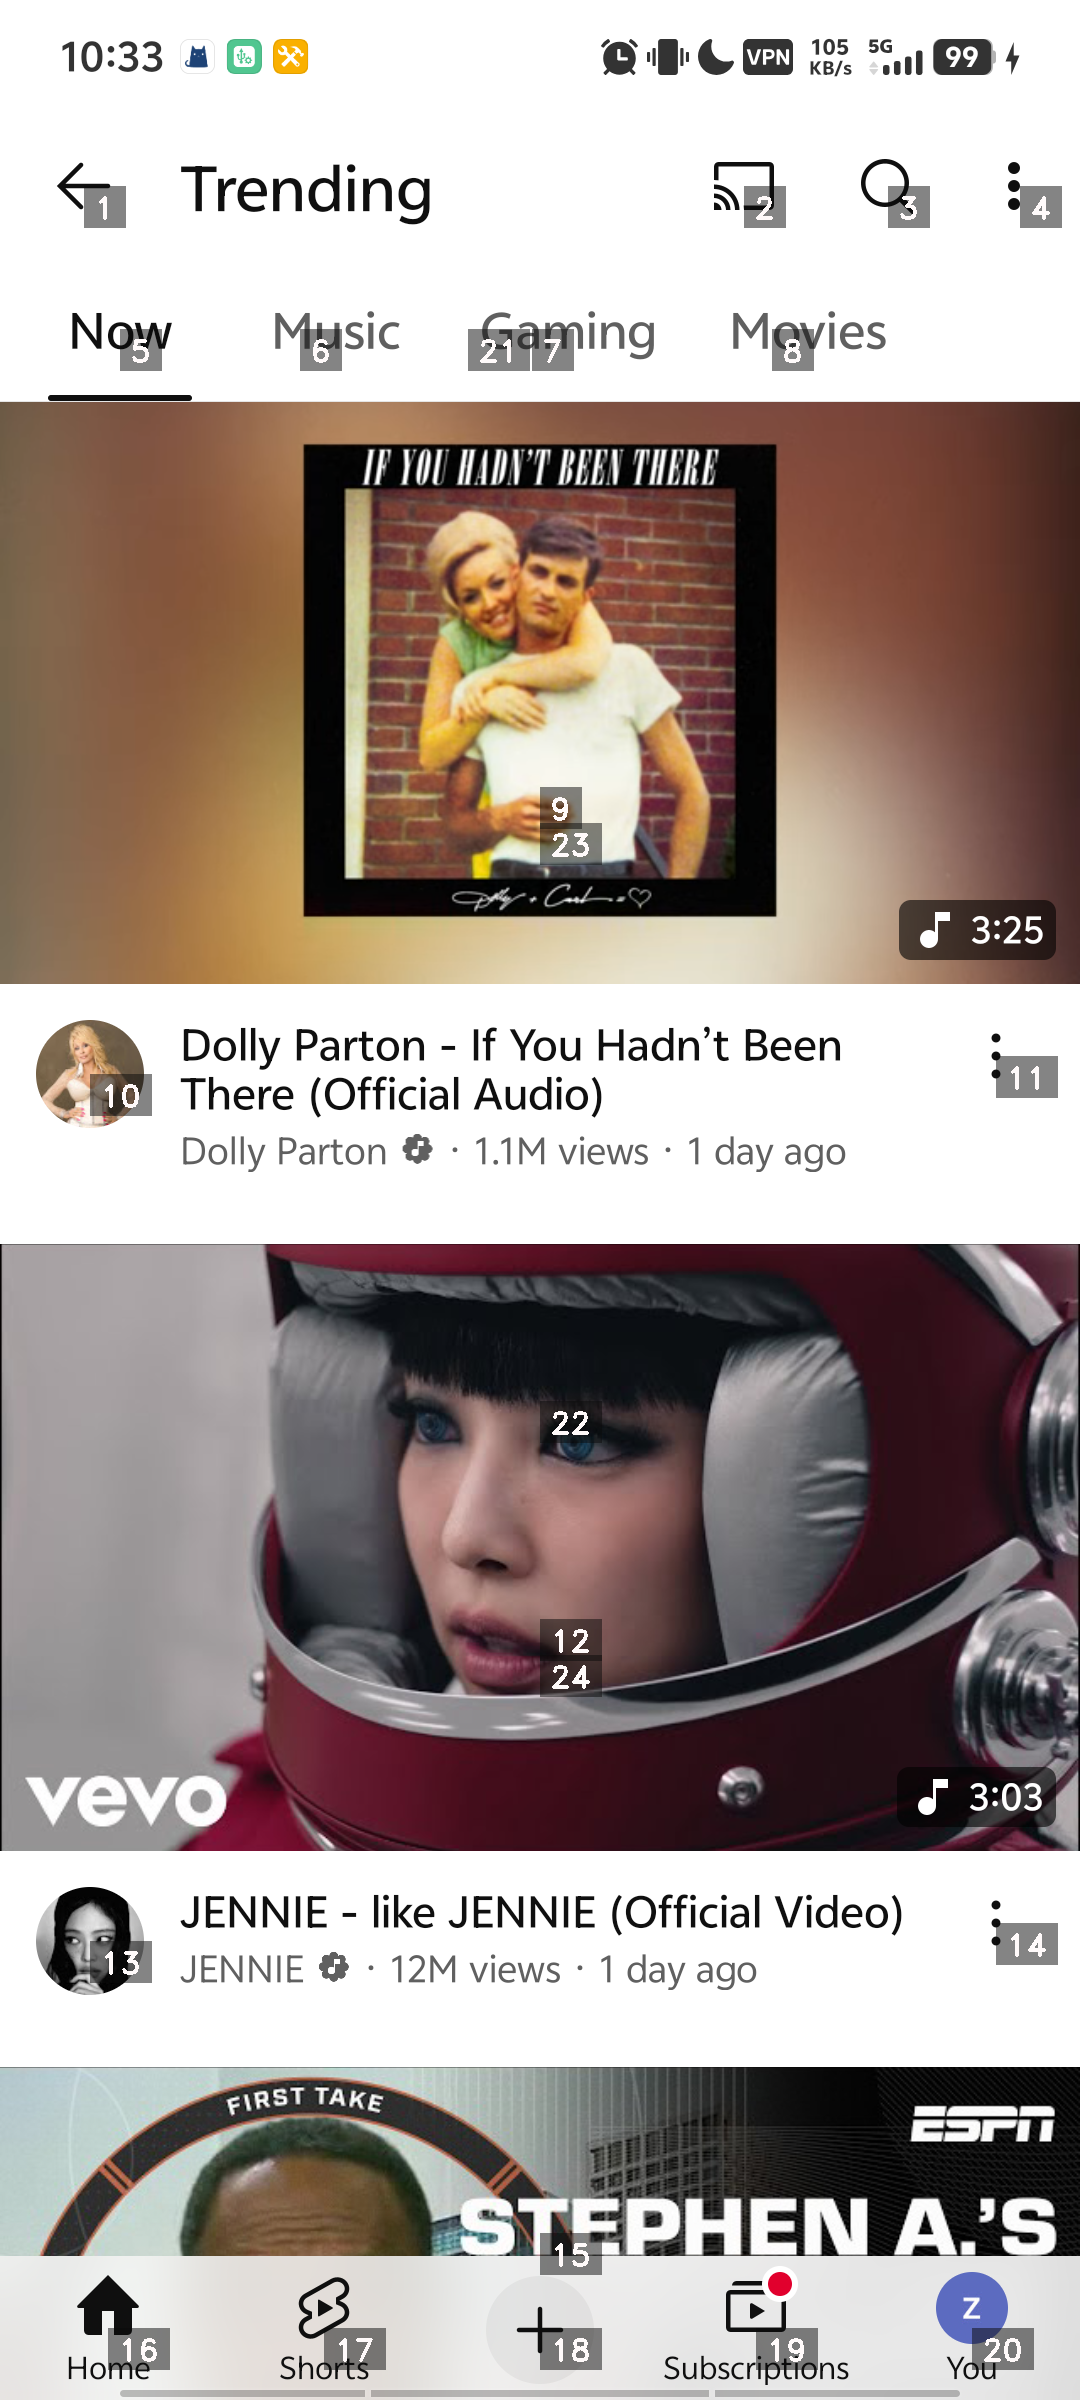 10:33
VPN
105 KB/s
5G
99
Trending
1
2
3
4
Now
Music
Gaming
Movies
5
6
21
7
8
IF YOU HADN'T BEEN THERE
9
23
Dolly + Carl = ♡
3:25
Dolly Parton - If You Hadn't Been
There (Official Audio)
Dolly Parton · 1.1M views · 1 day ago
10
11
22
12
24
vevo
3:03
JENNIE - like JENNIE (Official Video)
JENNIE · 12M views · 1 day ago
13
14
FIRST TAKE
ESPN
STEPHEN A.'S
15
Z
16
17
18
19
20
Home
Shorts
Subscriptions
You